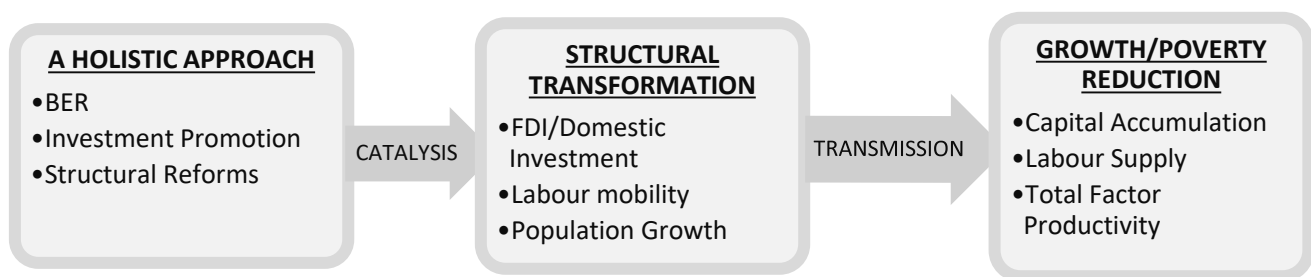 A HOLISTIC APPROACH
•BER
•Investment Promotion
•Structural Reforms
CATALYSIS
STRUCTURAL
TRANSFORMATION
•FDI/Domestic
Investment
•Labour mobility
•Population Growth
TRANSMISSION
GROWTH/POVERTY
REDUCTION
•Capital Accumulation
•Labour Supply
•Total Factor
Productivity